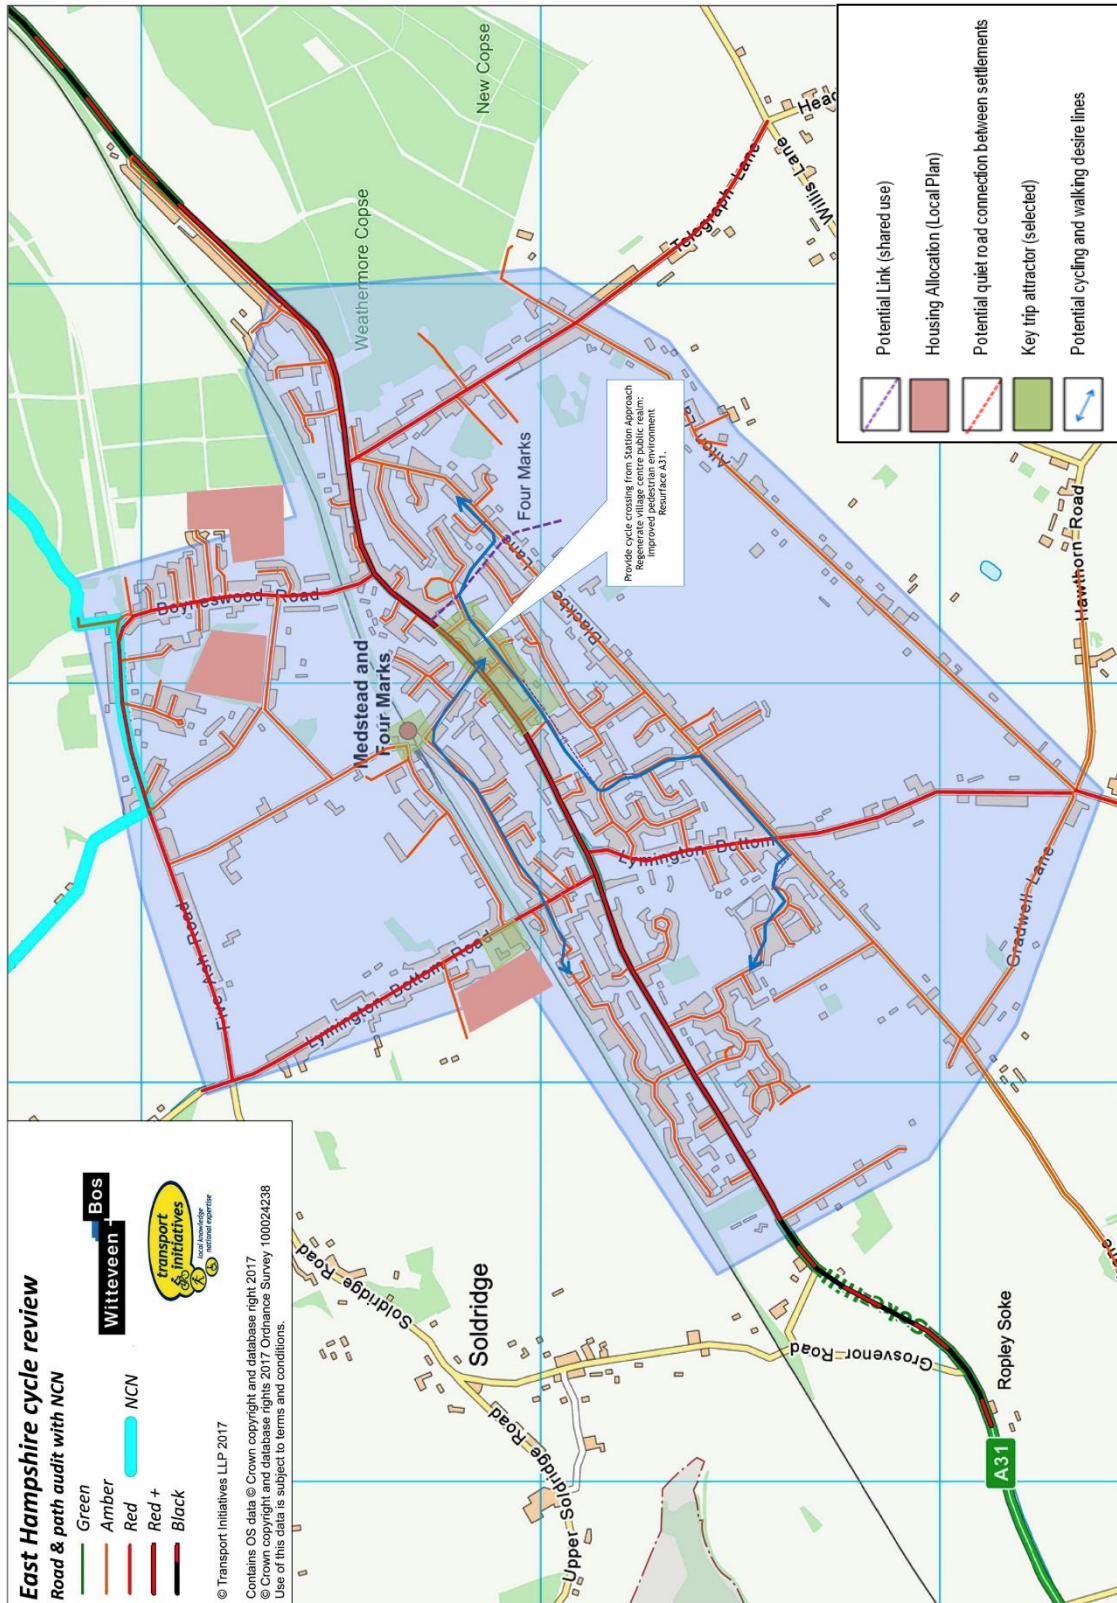 East Hampshire cycle review
Road & path audit with NCN
Green
Amber
Red
NCN
Red +
Black
Witteveen
Bos
transport
initiatives
local knowledge
national expertise
© Transport Initiatives LLP 2017
Contains OS data © Crown copyright and database right 2017
© Crown copyright and database rights 2017 Ordnance Survey 100024238
Use of this data is subject to terms and conditions.
New Copse
Weathermore Copse
Telegraph Lane
Willis Lane
Head
Boyneswood Road
Medstead and
Four Marks
Four Marks
Provide cycle crossing from Station Approach
Regenerate village centre public realm:
improved pedestrian environment
Resurface A31.
Lane
Five Ash Road
Lymington Bottom Road
Lymington Bottom
Hawthorn Road
Gradwell Lane
Soldridge Road
Soldridge
Soldridge Road
Upper Soldridge Road
Grosvenor Road
Ropley Soke
A31
Potential Link (shared use)
Housing Allocation (Local Plan)
Potential quiet road connection between settlements
Key trip attractor (selected)
Potential cycling and walking desire lines